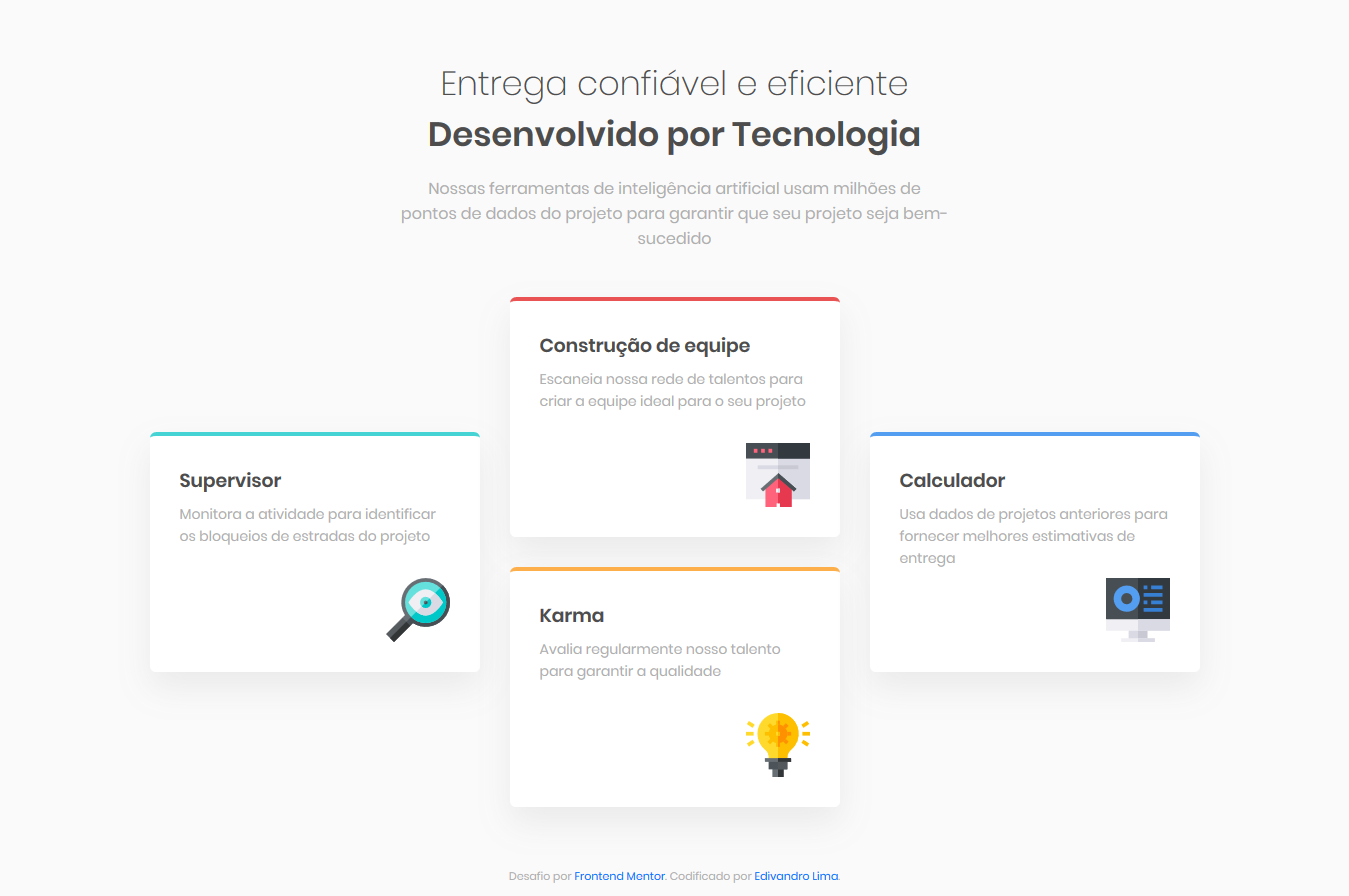 Entrega confiável e eficiente
Desenvolvido por Tecnologia
Nossas ferramentas de inteligência artificial usam milhões de
pontos de dados do projeto para garantir que seu projeto seja bem-
sucedido
Supervisor
Monitora a atividade para identificar
os bloqueios de estradas do projeto
Construção de equipe
Escaneia nossa rede de talentos para
criar a equipe ideal para o seu projeto
Karma
Avalia regularmente nosso talento
para garantir a qualidade
Calculador
Usa dados de projetos anteriores para
fornecer melhores estimativas de
entrega
Desafio por Frontend Mentor. Codificado por Edivandro Lima.